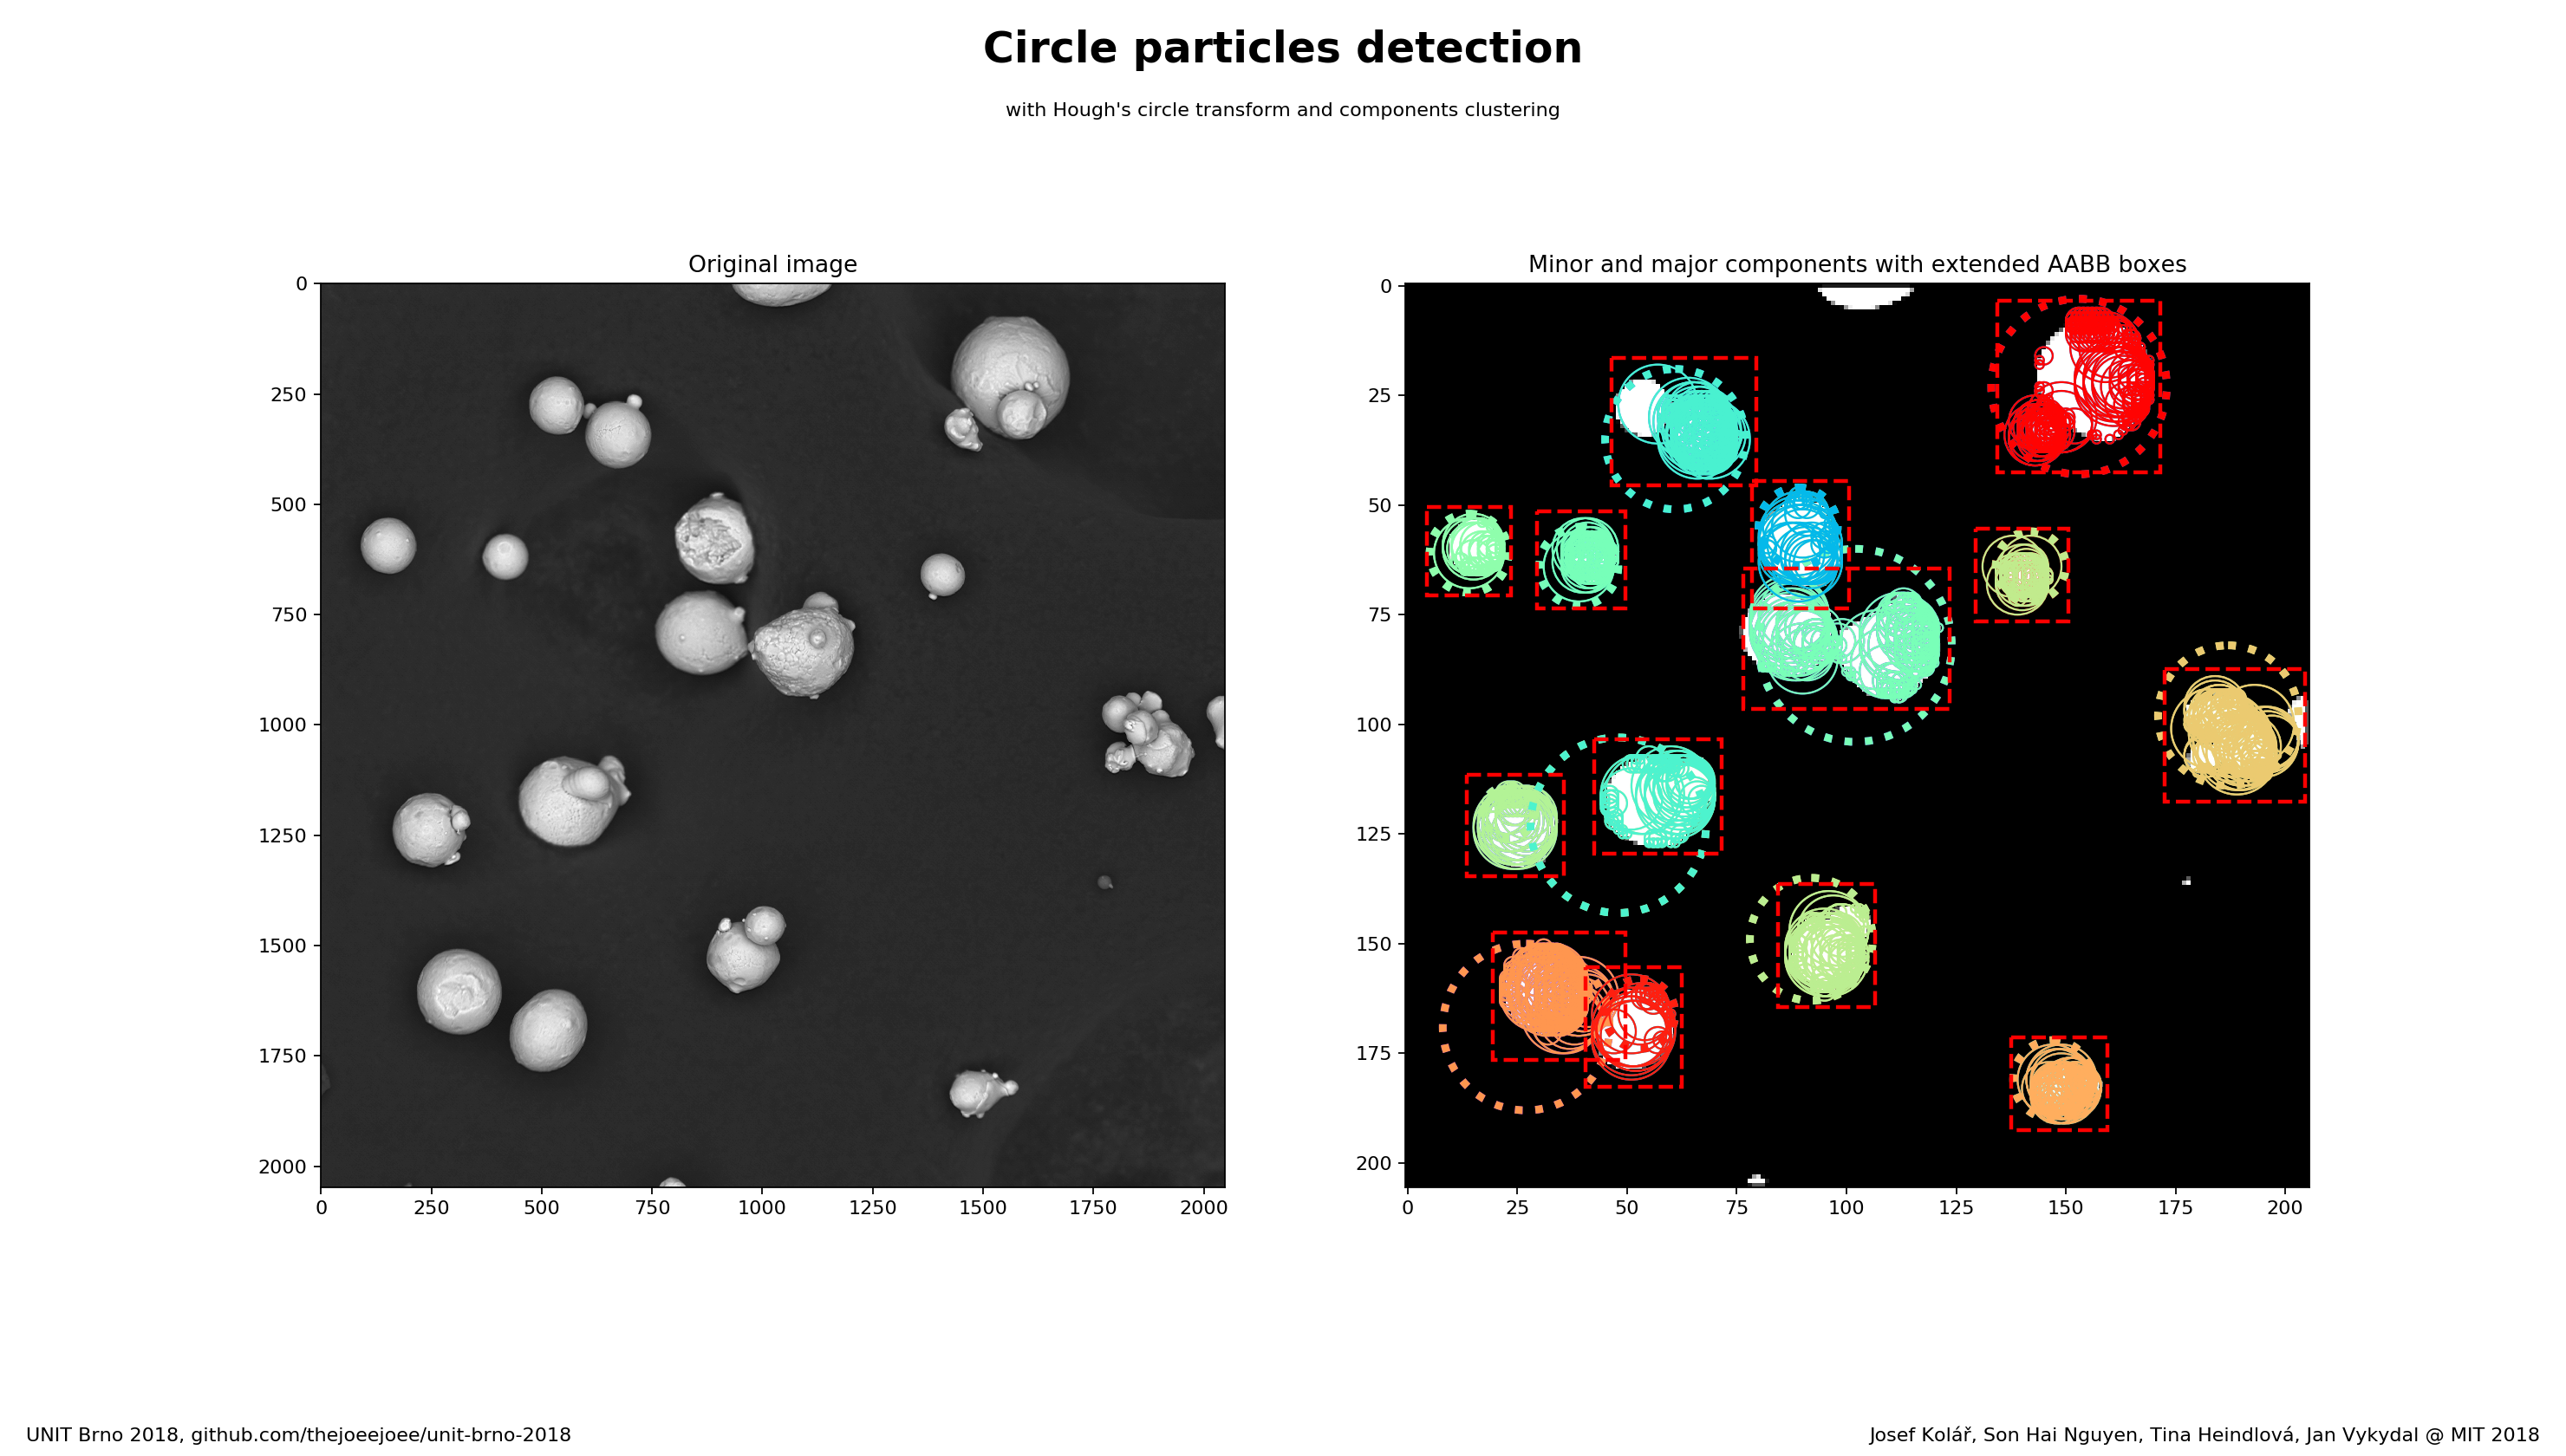 Circle particles detection
with Hough's circle transform and components clustering
Original image
0
250
500
750
1000
1250
1500
1750
2000
0 250 500 750 1000 1250 1500 1750 2000
Minor and major components with extended AABB boxes
0
25
50
75
100
125
150
175
200
0 25 50 75 100 125 150 175 200
UNIT Brno 2018, github.com/thejoeejoee/unit-brno-2018
Josef Kolář, Son Hai Nguyen, Tina Heindlová, Jan Vykydal @ MIT 2018